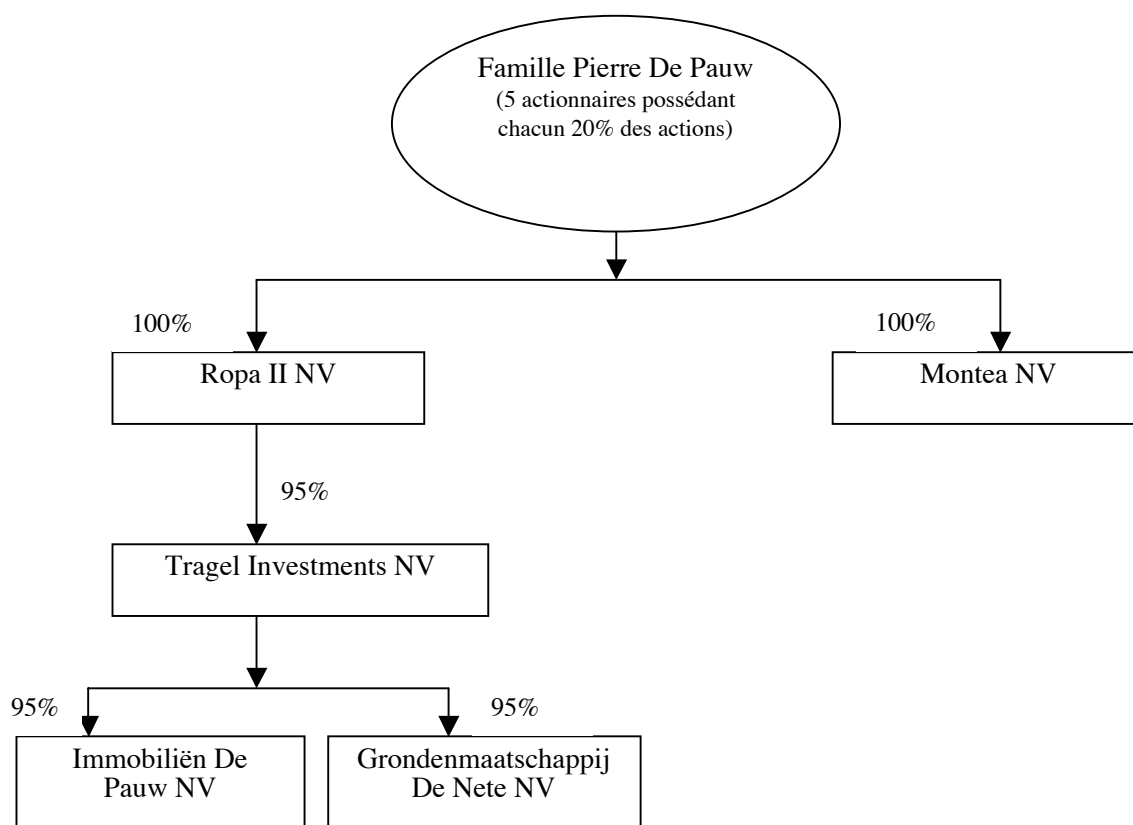 Famille Pierre De Pauw
(5 actionnaires possédant
chacun 20% des actions)
100%
100%
Ropa II NV
Montea NV
95%
Tragel Investments NV
95%
95%
Immobiliën De
Pauw NV
Grondenmaatschappij
De Nete NV